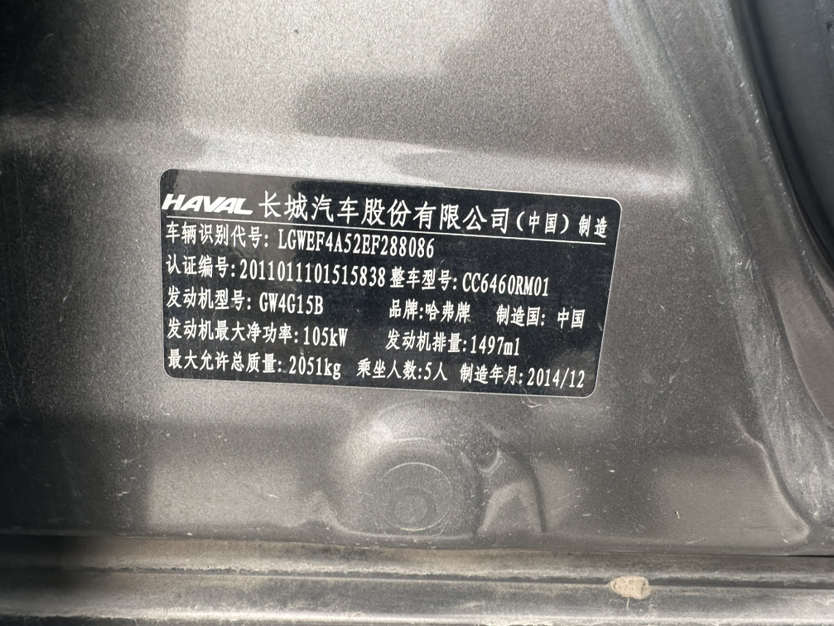 HAVAL 长城汽车股份有限公司(中国)制造
车辆识别代号: LGWEF4A52EF288086
认证编号:2011011101515838 整车型号:CC6460RM01
发动机型号: GW4G15B 品牌:哈弗牌 制造国: 中国
发动机最大净功率:105kW 发动机排量:1497ml
最大允许总质量: 2051kg 乘坐人数:5人 制造年月:2014/12